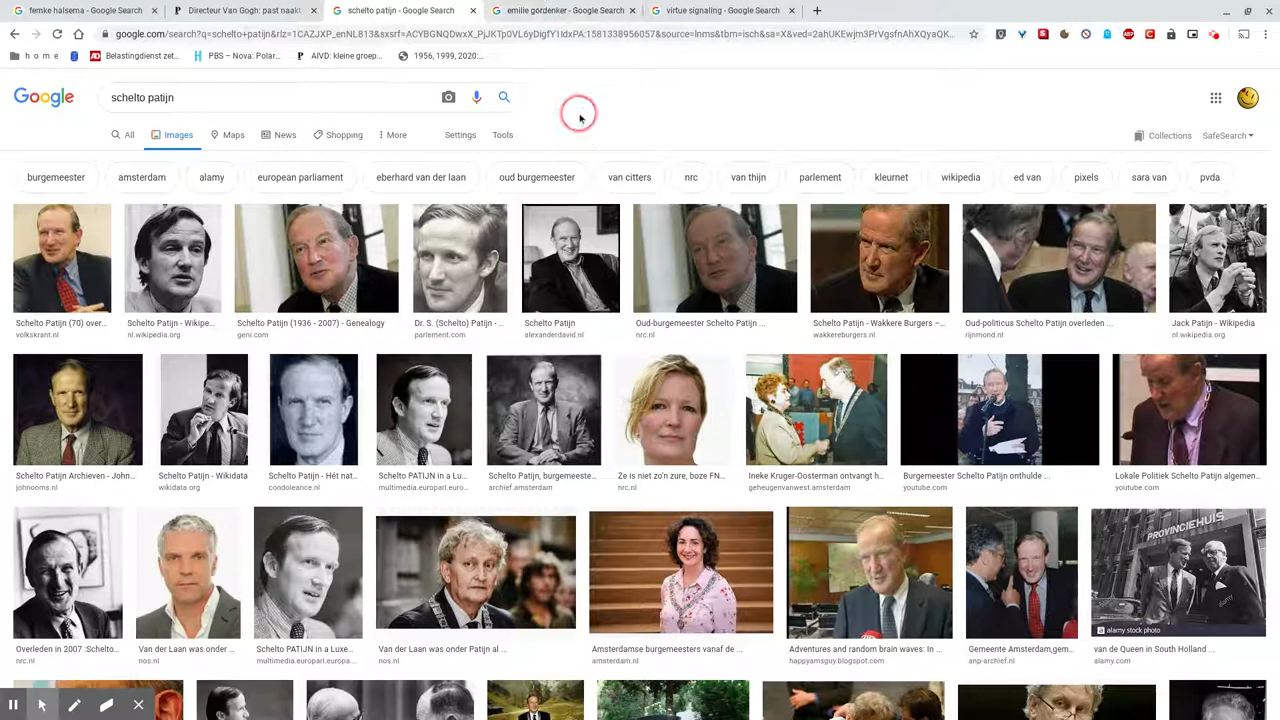 femke halsema - Google Search
Directeur Van Gogh: past naakt
schelto patijn - Google Search
emilie gordenker - Google Search
virtue signaling - Google Search
google.com/search?q=schelto+patijn&rlz=1CAZJXP_enNL813&sxsrf=ACYBGNQDwxX_PjJKTp0VL6yDigfYIIdxPA:1581338956057&source=lnms&tbm=isch&sa=X&ved=2ahUKEwjm3PrVgsfnAhXQyaQK...
h o m e
Belastingdienst zet...
PBS – Nova: Polar...
AIVD: kleine groep...
1956, 1999, 2020:...
Google
schelto patijn
All
Images
Maps
News
Shopping
More
Settings
Tools
Collections
SafeSearch
burgemeester
amsterdam
alamy
european parliament
eberhard van der laan
oud burgemeester
van citters
nrc
van thijn
parlement
kleurnet
wikipedia
ed van
pixels
sara van
pvda
Schelto Patijn (70) over...
Schelto Patijn - Wikipe...
Schelto Patijn (1936 - 2007) - Genealogy
Dr. S. (Schelto) Patijn - ...
Schelto Patijn
Oud-burgemeester Schelto Patijn ...
Schelto Patijn - Wakkere Burgers –...
Oud-politicus Schelto Patijn overleden ...
Jack Patijn - Wikipedia
volkskrant.nl
nl.wikipedia.org
geni.com
parlement.com
alexanderdavid.nl
nrc.nl
wakkereburgers.nl
rijnmond.nl
nl.wikipedia.org
Schelto Patijn Archieven - John...
Schelto Patijn - Wikidata
Schelto Patijn - Hét nat...
Schelto PATIJN in a Lu...
Schelto Patijn, burgemeeste...
Ze is niet zo'n zure, boze FN...
Ineke Kruger-Oosterman ontvangt h...
Burgemeester Schelto Patijn onthulde ...
Lokale Politiek Schelto Patijn algemen...
johnooms.nl
wikidata.org
condoleance.nl
multimedia.europarl.euro...
archief.amsterdam
nrc.nl
geheugenvanwest.amsterdam
youtube.com
youtube.com
PROVINCIEHUIS
alamy stock photo
Overleden in 2007 :Schelto...
Van der Laan was onder ...
Schelto PATIJN in a Luxe...
Van der Laan was onder Patijn al ...
Amsterdamse burgemeesters vanaf de ...
Adventures and random brain waves: In ...
Gemeente Amsterdam,gem...
van de Queen in South Holland ...
nrc.nl
nos.nl
multimedia.europarl.europa...
nos.nl
amsterdam.nl
happyamsguy.blogspot.com
anp-archief.nl
alamy.com